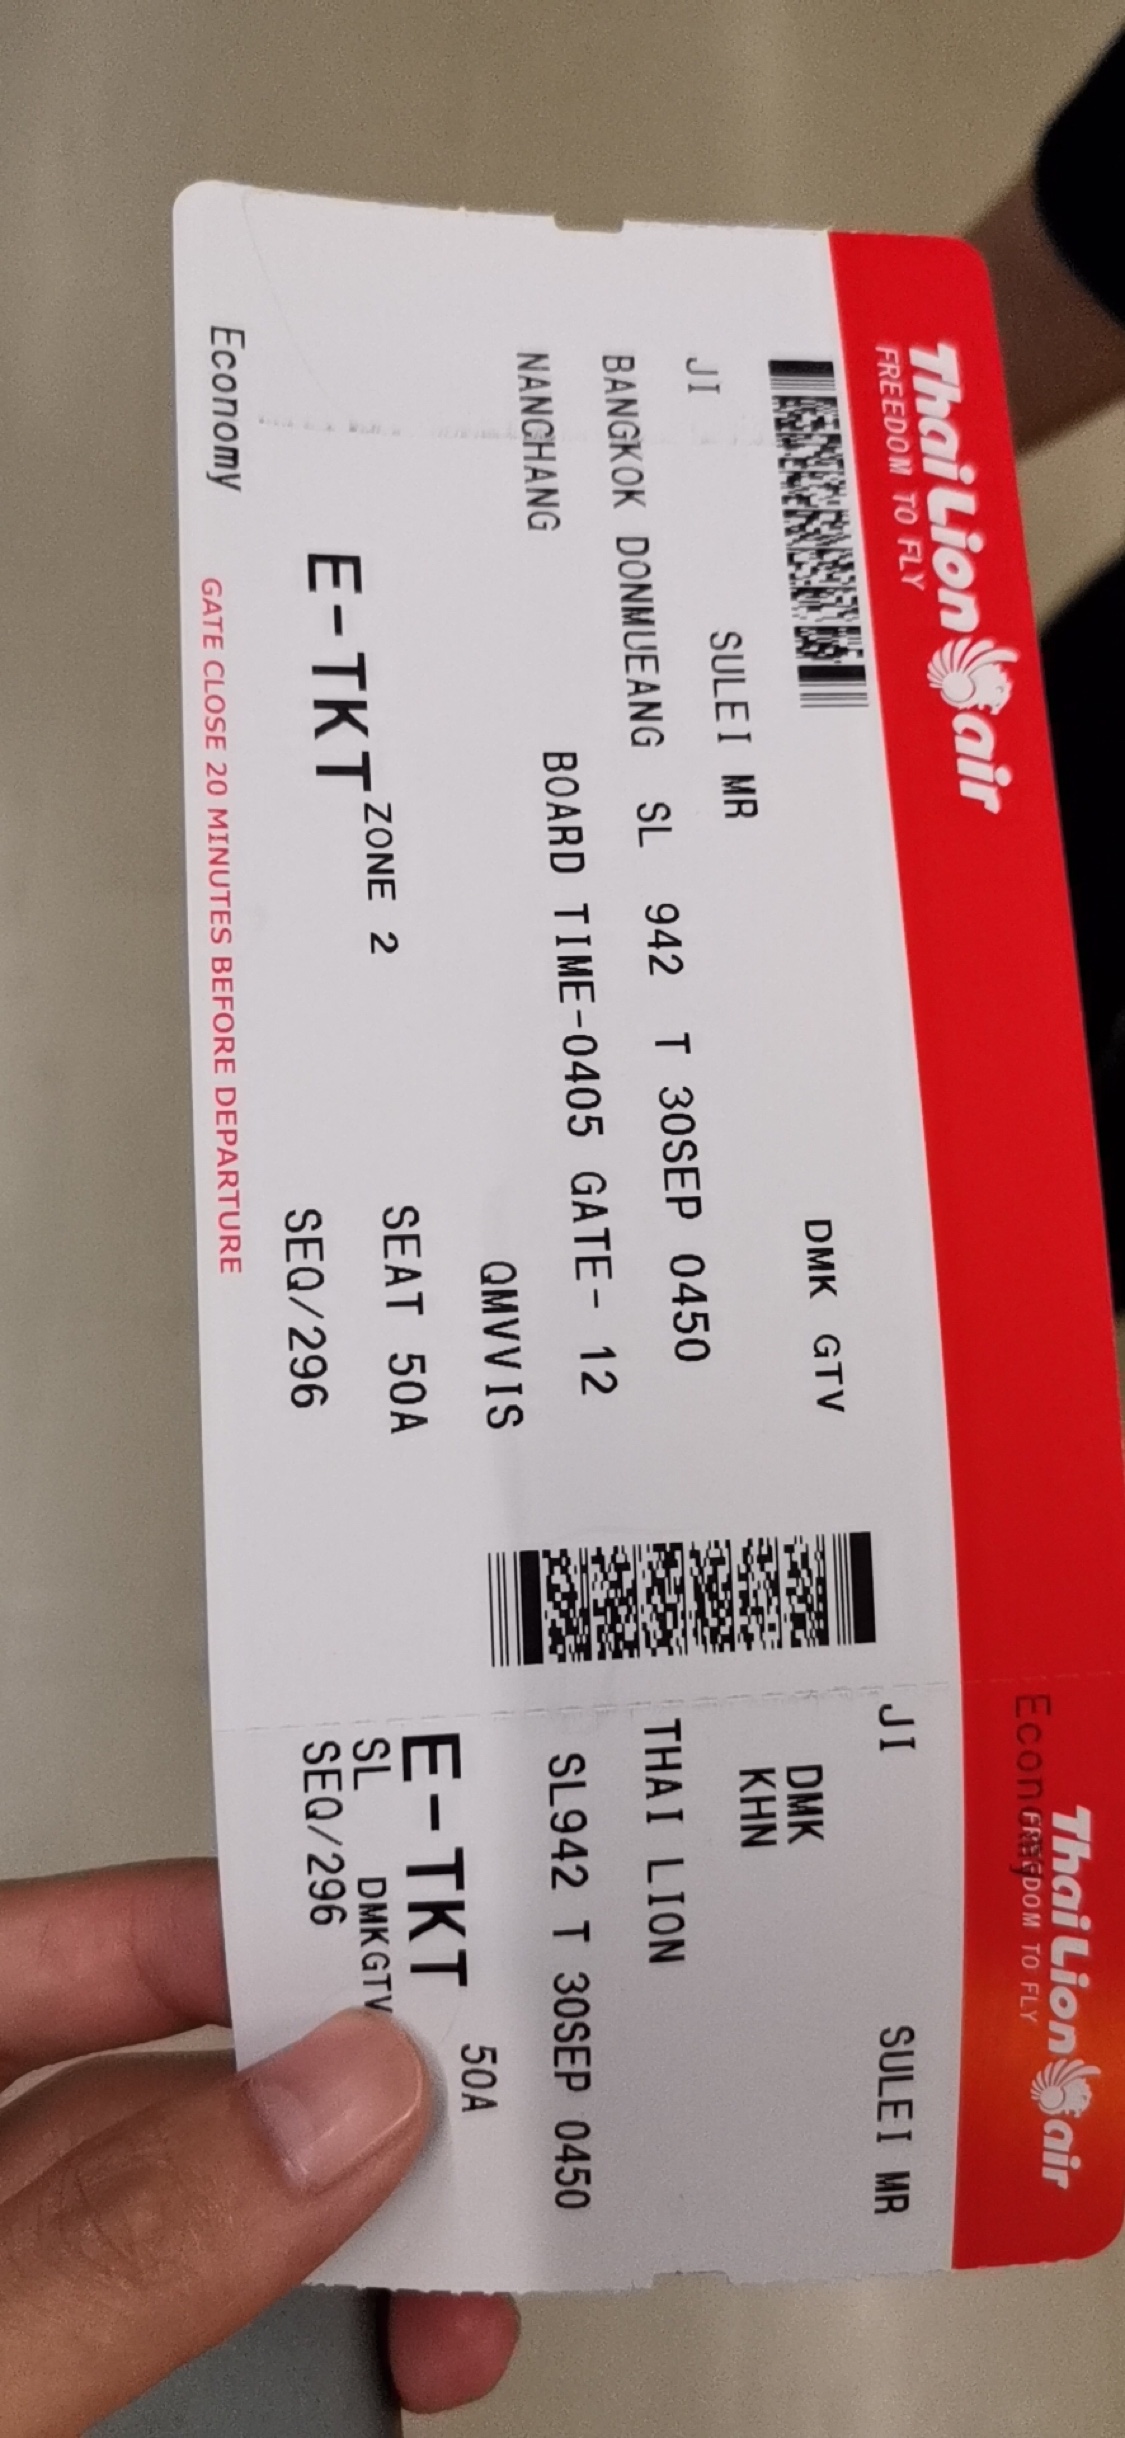 Thai Lion air
FREEDOM TO FLY
DMK GTV
JI SULEI MR
BANGKOK DONMUEANG SL 942 T 30SEP 0450
NANCHANG BOARD TIME-0405 GATE- 12
QMVVIS
ZONE 2 SEAT 50A
E-TKT SEQ/296
Economy
GATE CLOSE 20 MINUTES BEFORE DEPARTURE
Thai Lion air
FREEDOM TO FLY
Economy
JI SULEI MR
DMK
KHN
THAI LION
SL942 T 30SEP 0450
50A
E-TKT
SL DMKGTV
SEQ/296